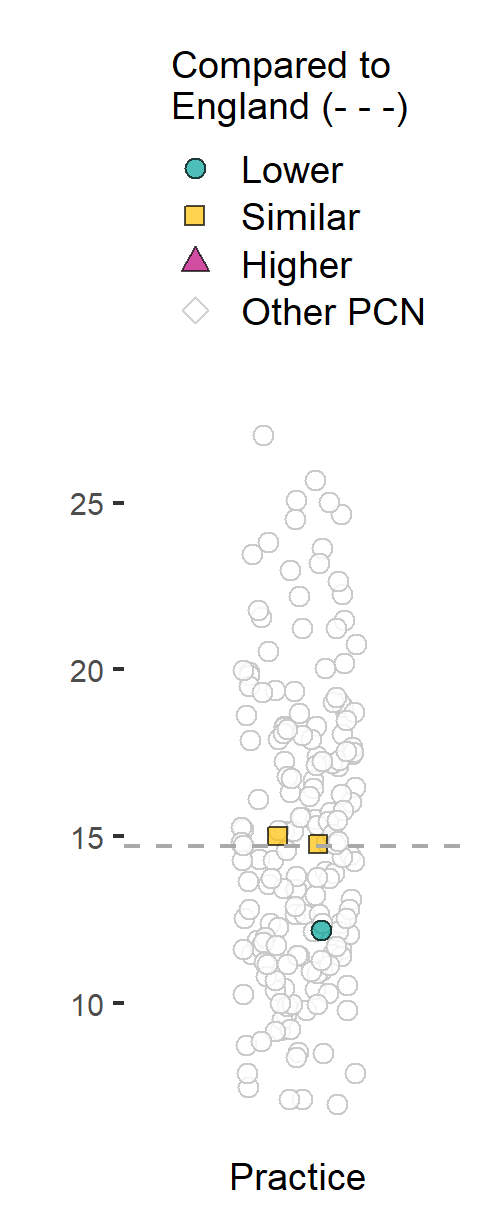 Compared to
England (- - -)
Lower
Similar
Higher
Other PCN
25
20
15
10
Practice